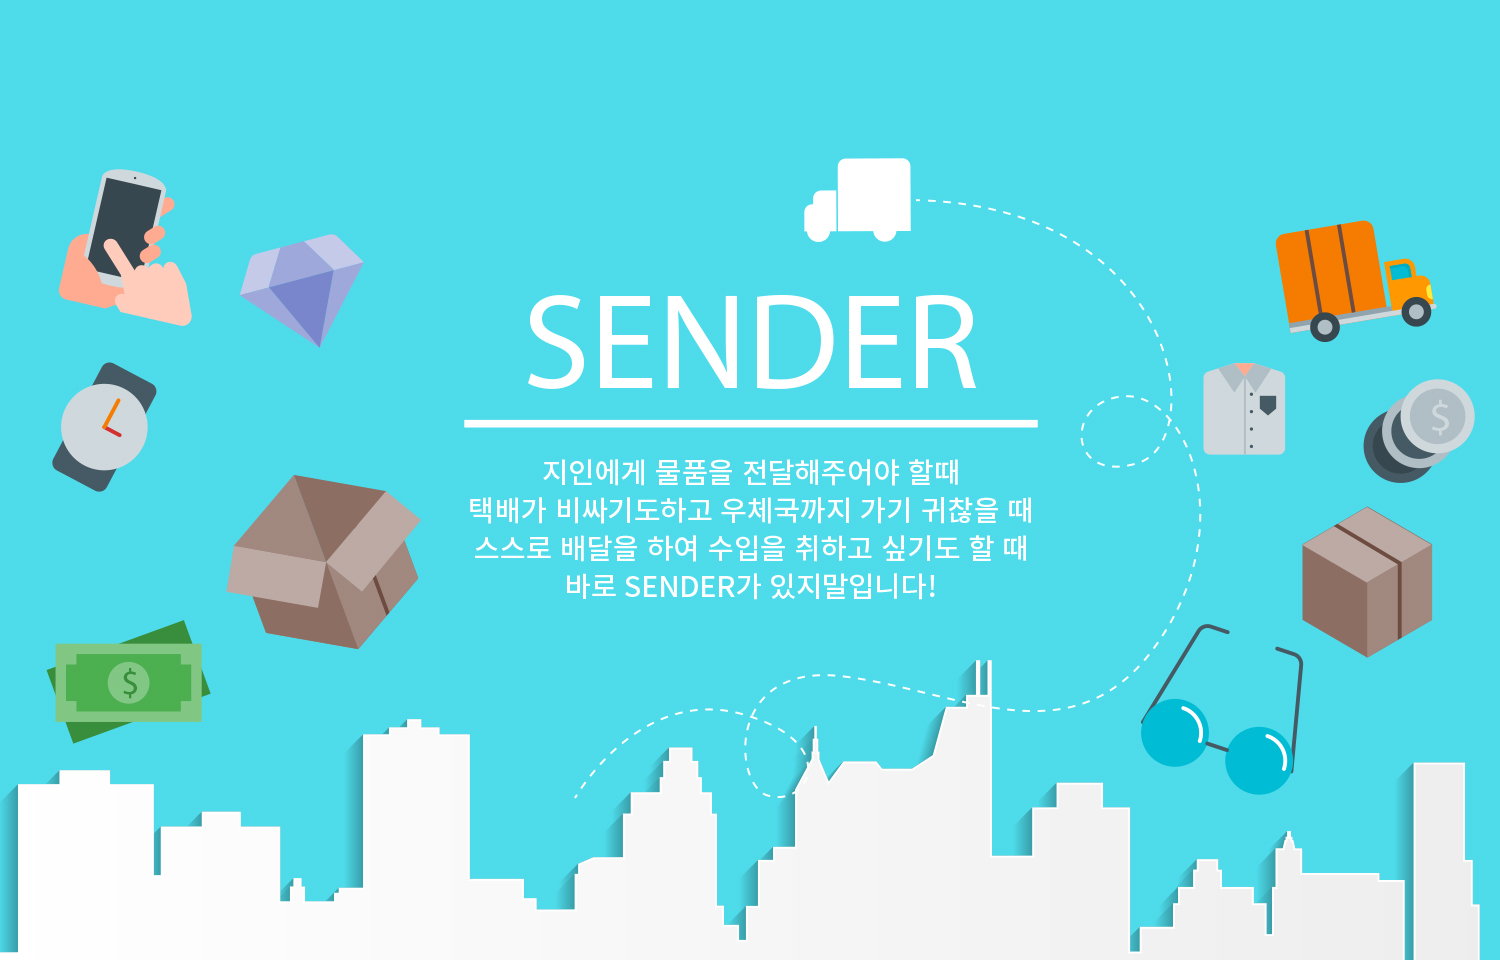 SENDER
지인에게 물품을 전달해주어야 할때
택배가 비싸기도하고 우체국까지 가기 귀찮을 때
스스로 배달을 하여 수입을 취하고 싶기도 할 때
바로 SENDER가 있지말입니다!
$
$